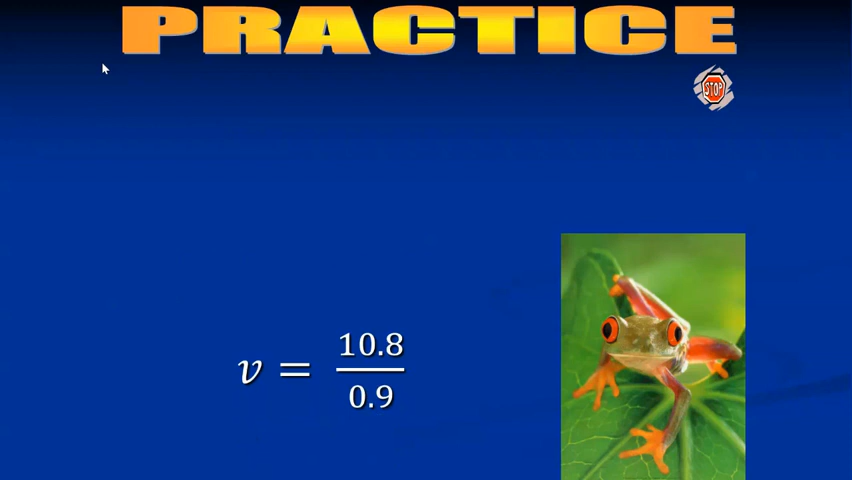 PRACTICE
STOP
v = 10.8/0.9